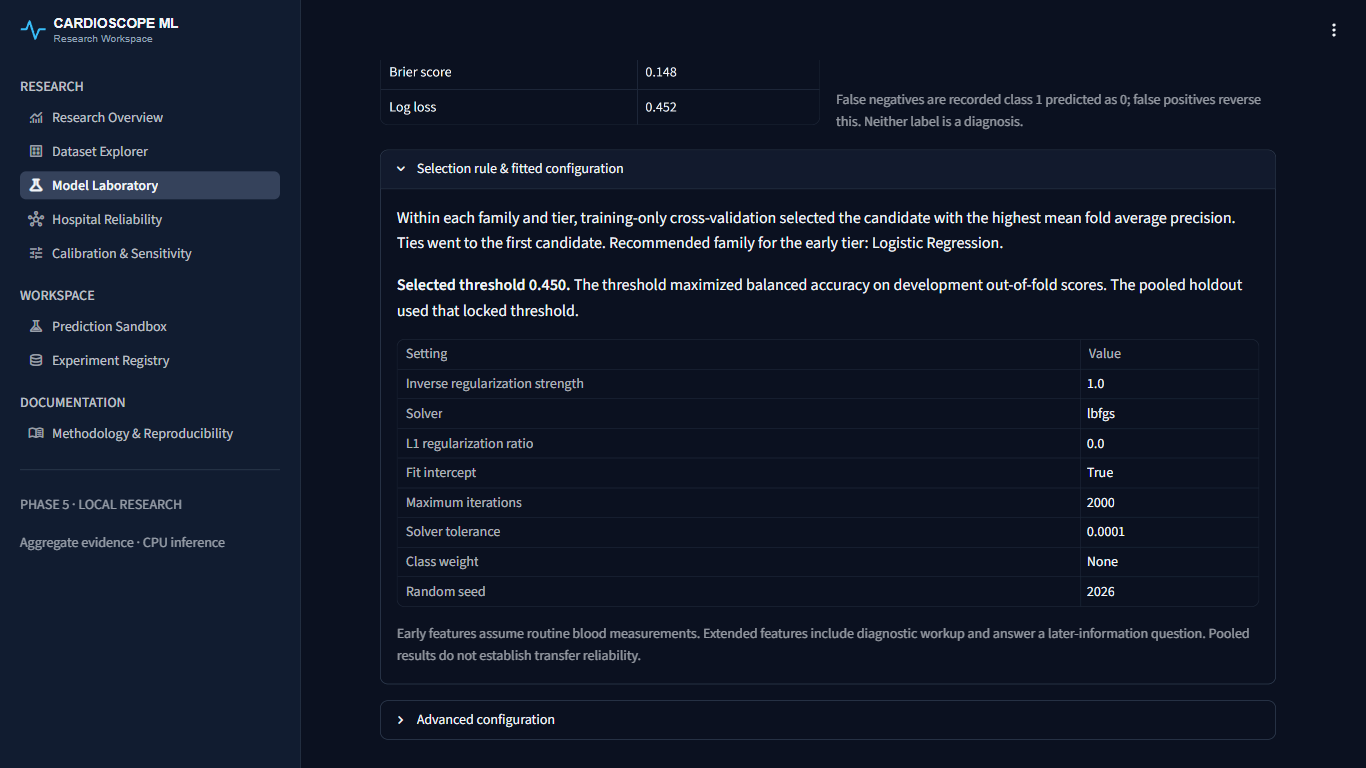 CARDIOSCOPE ML
Research Workspace
RESEARCH
Research Overview
Dataset Explorer
Model Laboratory
Hospital Reliability
Calibration & Sensitivity
WORKSPACE
Prediction Sandbox
Experiment Registry
DOCUMENTATION
Methodology & Reproducibility
PHASE 5 · LOCAL RESEARCH
Aggregate evidence · CPU inference
Brier score 0.148
Log loss 0.452
False negatives are recorded class 1 predicted as 0; false positives reverse
this. Neither label is a diagnosis.
Selection rule & fitted configuration
Within each family and tier, training-only cross-validation selected the candidate with the highest mean fold average precision.
Ties went to the first candidate. Recommended family for the early tier: Logistic Regression.
Selected threshold 0.450. The threshold maximized balanced accuracy on development out-of-fold scores. The pooled holdout
used that locked threshold.
Setting Value
Inverse regularization strength 1.0
Solver lbfgs
L1 regularization ratio 0.0
Fit intercept True
Maximum iterations 2000
Solver tolerance 0.0001
Class weight None
Random seed 2026
Early features assume routine blood measurements. Extended features include diagnostic workup and answer a later-information question. Pooled
results do not establish transfer reliability.
Advanced configuration